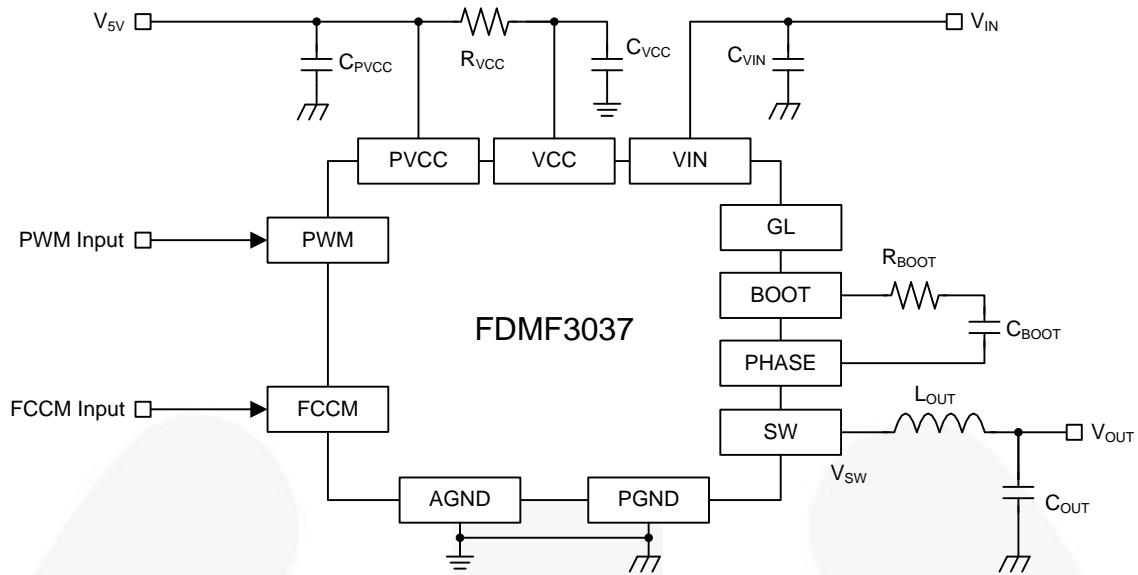 V5V
VIN
CPVCC
RVCC
CVCC
CVIN
PVCC
VCC
VIN
PWM Input
PWM
GL
RBOOT
BOOT
CBOOT
FDMF3037
PHASE
FCCM Input
FCCM
LOUT
SW
VOUT
VSW
AGND
PGND
COUT